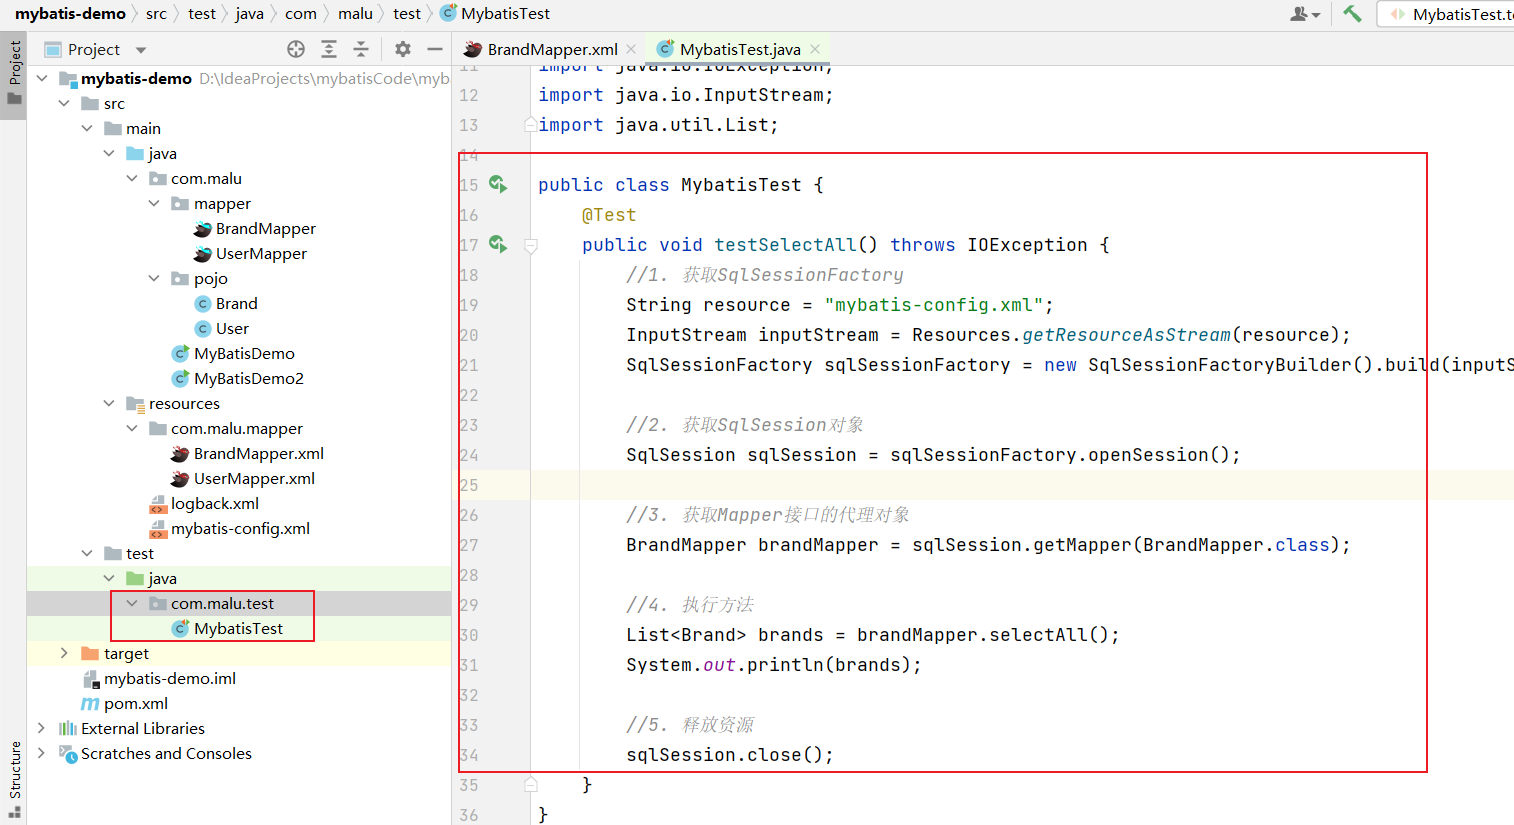 mybatis-demo src test java com malu test MybatisTest
MybatisTest.t
Project
Project
BrandMapper.xml
MybatisTest.java
mybatis-demo D:\IdeaProjects\mybatisCode\myb
src
main
java
com.malu
mapper
BrandMapper
UserMapper
pojo
Brand
User
MyBatisDemo
MyBatisDemo2
resources
com.malu.mapper
BrandMapper.xml
UserMapper.xml
logback.xml
mybatis-config.xml
test
java
com.malu.test
MybatisTest
target
mybatis-demo.iml
pom.xml
External Libraries
Scratches and Consoles
Structure
11 import java.io.IOException;
12 import java.io.InputStream;
13 import java.util.List;
14
15 public class MybatisTest {
16 @Test
17 public void testSelectAll() throws IOException {
18 //1. 获取SqlSessionFactory
19 String resource = "mybatis-config.xml";
20 InputStream inputStream = Resources.getResourceAsStream(resource);
21 SqlSessionFactory sqlSessionFactory = new SqlSessionFactoryBuilder().build(inputS
22
23 //2. 获取SqlSession对象
24 SqlSession sqlSession = sqlSessionFactory.openSession();
25
26 //3. 获取Mapper接口的代理对象
27 BrandMapper brandMapper = sqlSession.getMapper(BrandMapper.class);
28
29 //4. 执行方法
30 List<Brand> brands = brandMapper.selectAll();
31 System.out.println(brands);
32
33 //5. 释放资源
34 sqlSession.close();
35 }
36 }